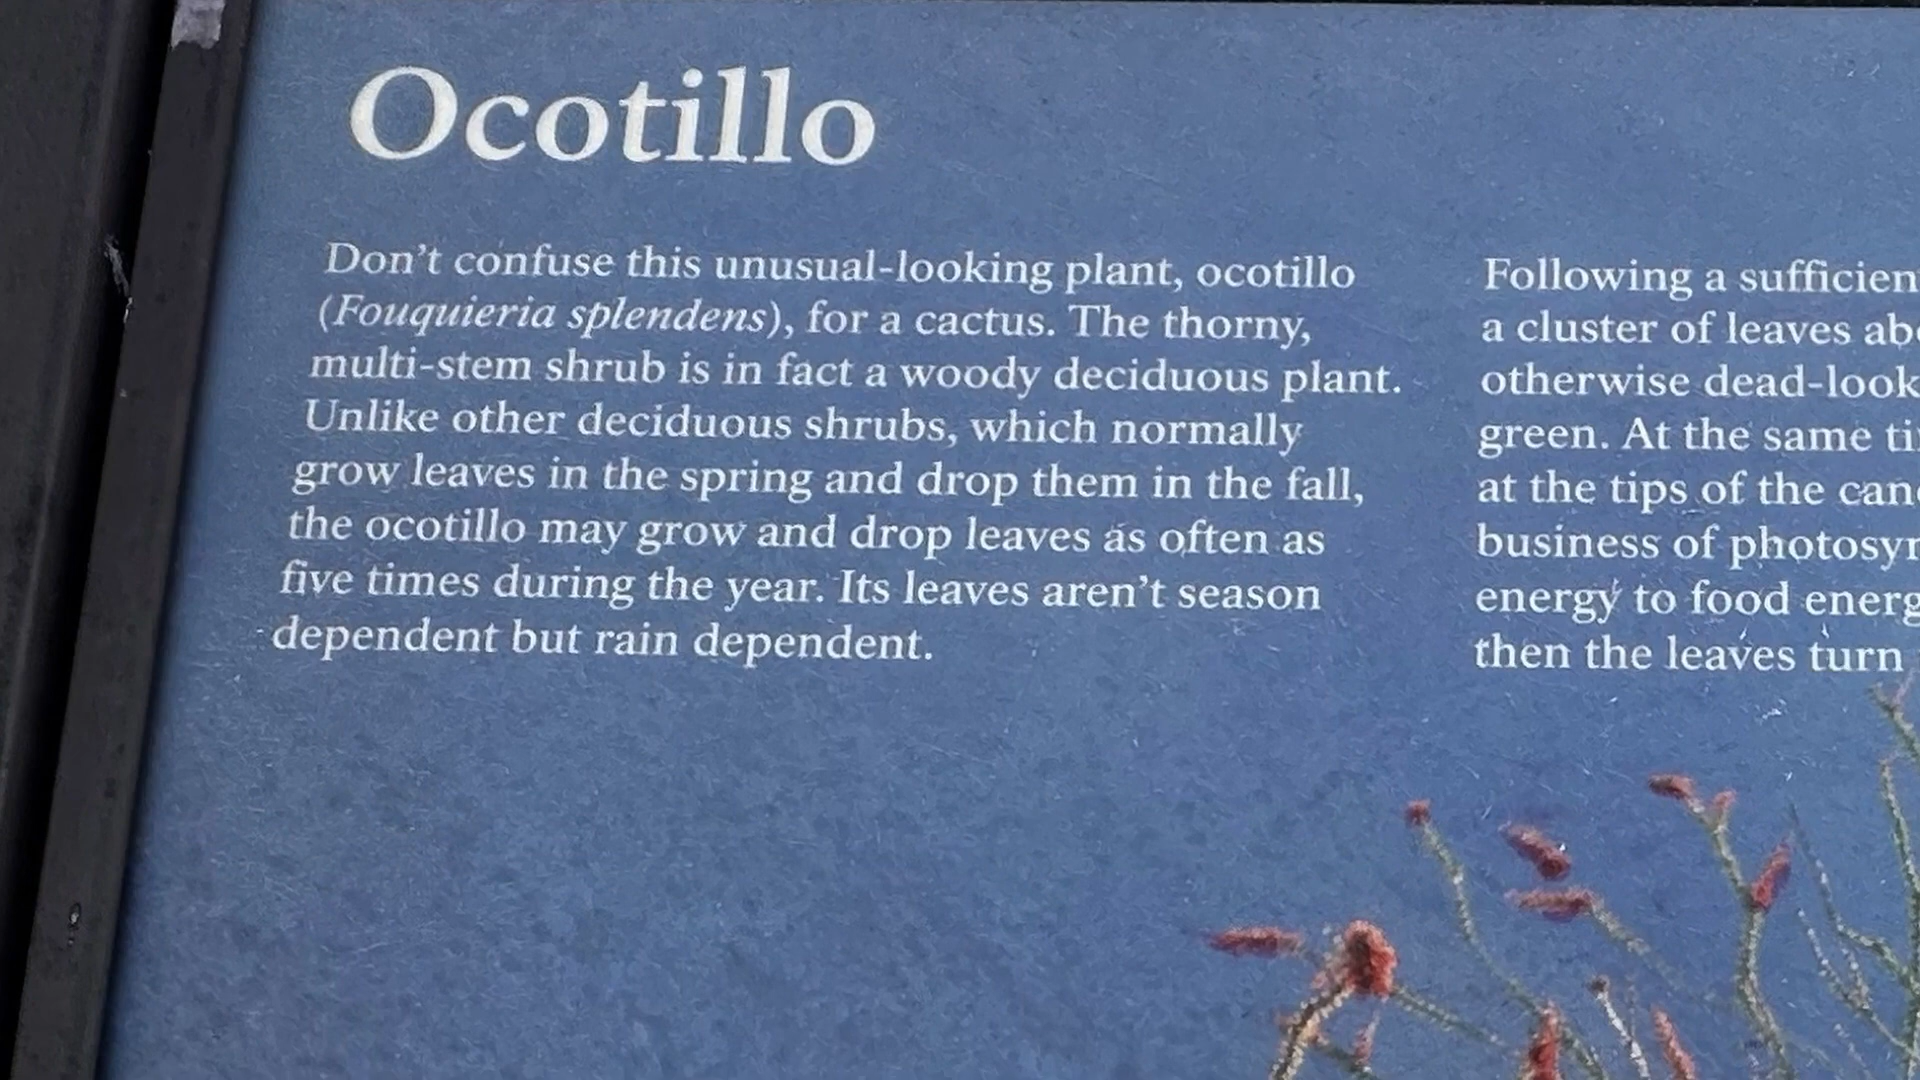 Ocotillo
Don't confuse this unusual-looking plant, ocotillo
(Fouquieria splendens), for a cactus. The thorny,
multi-stem shrub is in fact a woody deciduous plant.
Unlike other deciduous shrubs, which normally
grow leaves in the spring and drop them in the fall,
the ocotillo may grow and drop leaves as often as
five times during the year. Its leaves aren't season
dependent but rain dependent.
Following a
a cluster of leaves
otherwise
green. At the same
at the tips of the
business of
energy to food
then the leaves turn